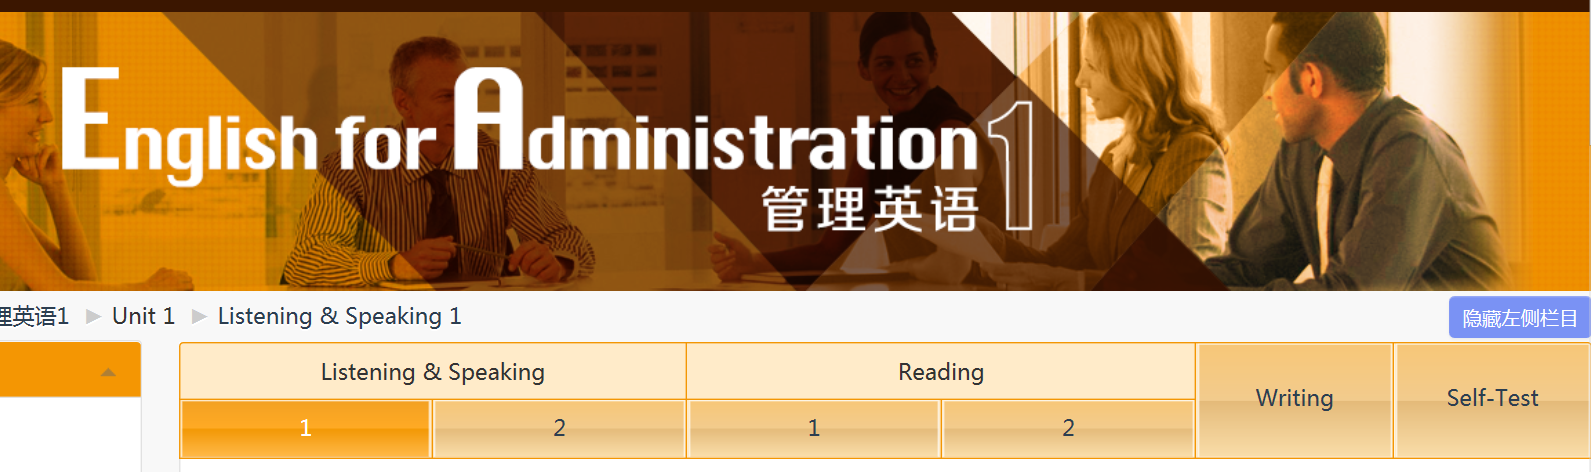 English for Administration 1
管理英语
理英语1 Unit 1 Listening & Speaking 1
隐藏左侧栏目
Listening & Speaking Reading
Writing Self-Test
1 2 1 2